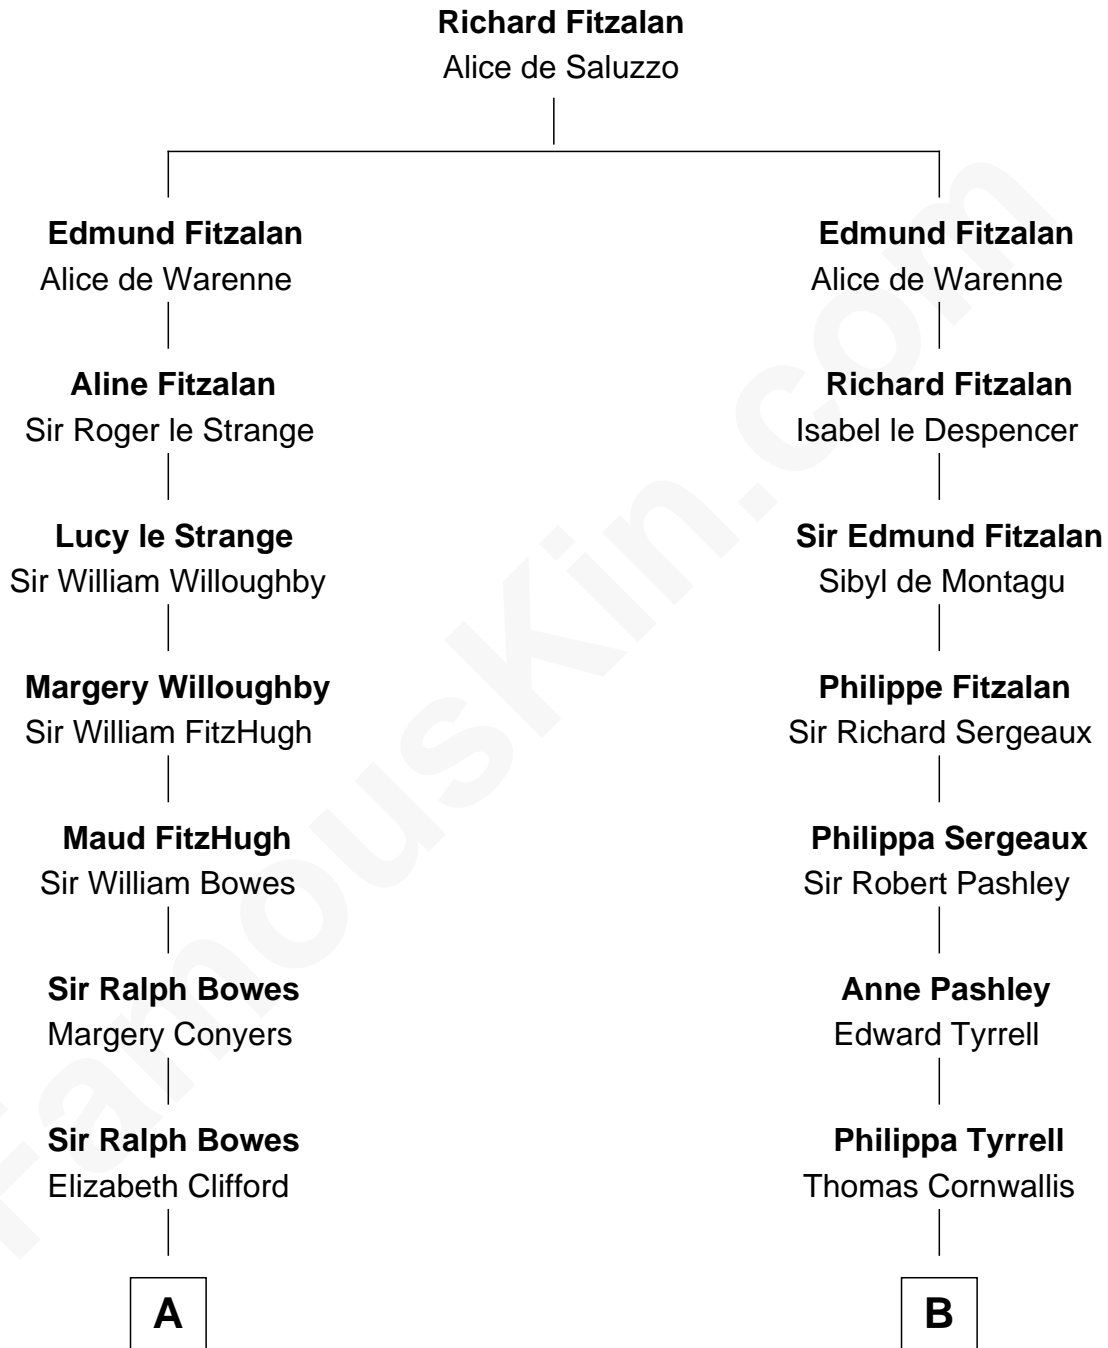 Richard Fitzalan
Alice de Saluzzo
Edmund Fitzalan
Alice de Warenne
Edmund Fitzalan
Alice de Warenne
Aline Fitzalan
Sir Roger le Strange
Richard Fitzalan
Isabel le Despencer
Lucy le Strange
Sir William Willoughby
Sir Edmund Fitzalan
Sibyl de Montagu
Margery Willoughby
Sir William FitzHugh
Philippe Fitzalan
Sir Richard Sergeaux
Maud FitzHugh
Sir William Bowes
Philippa Sergeaux
Sir Robert Pashley
Sir Ralph Bowes
Margery Conyers
Anne Pashley
Edward Tyrrell
Sir Ralph Bowes
Elizabeth Clifford
Philippa Tyrrell
Thomas Cornwallis
A
B
FamousKin.com